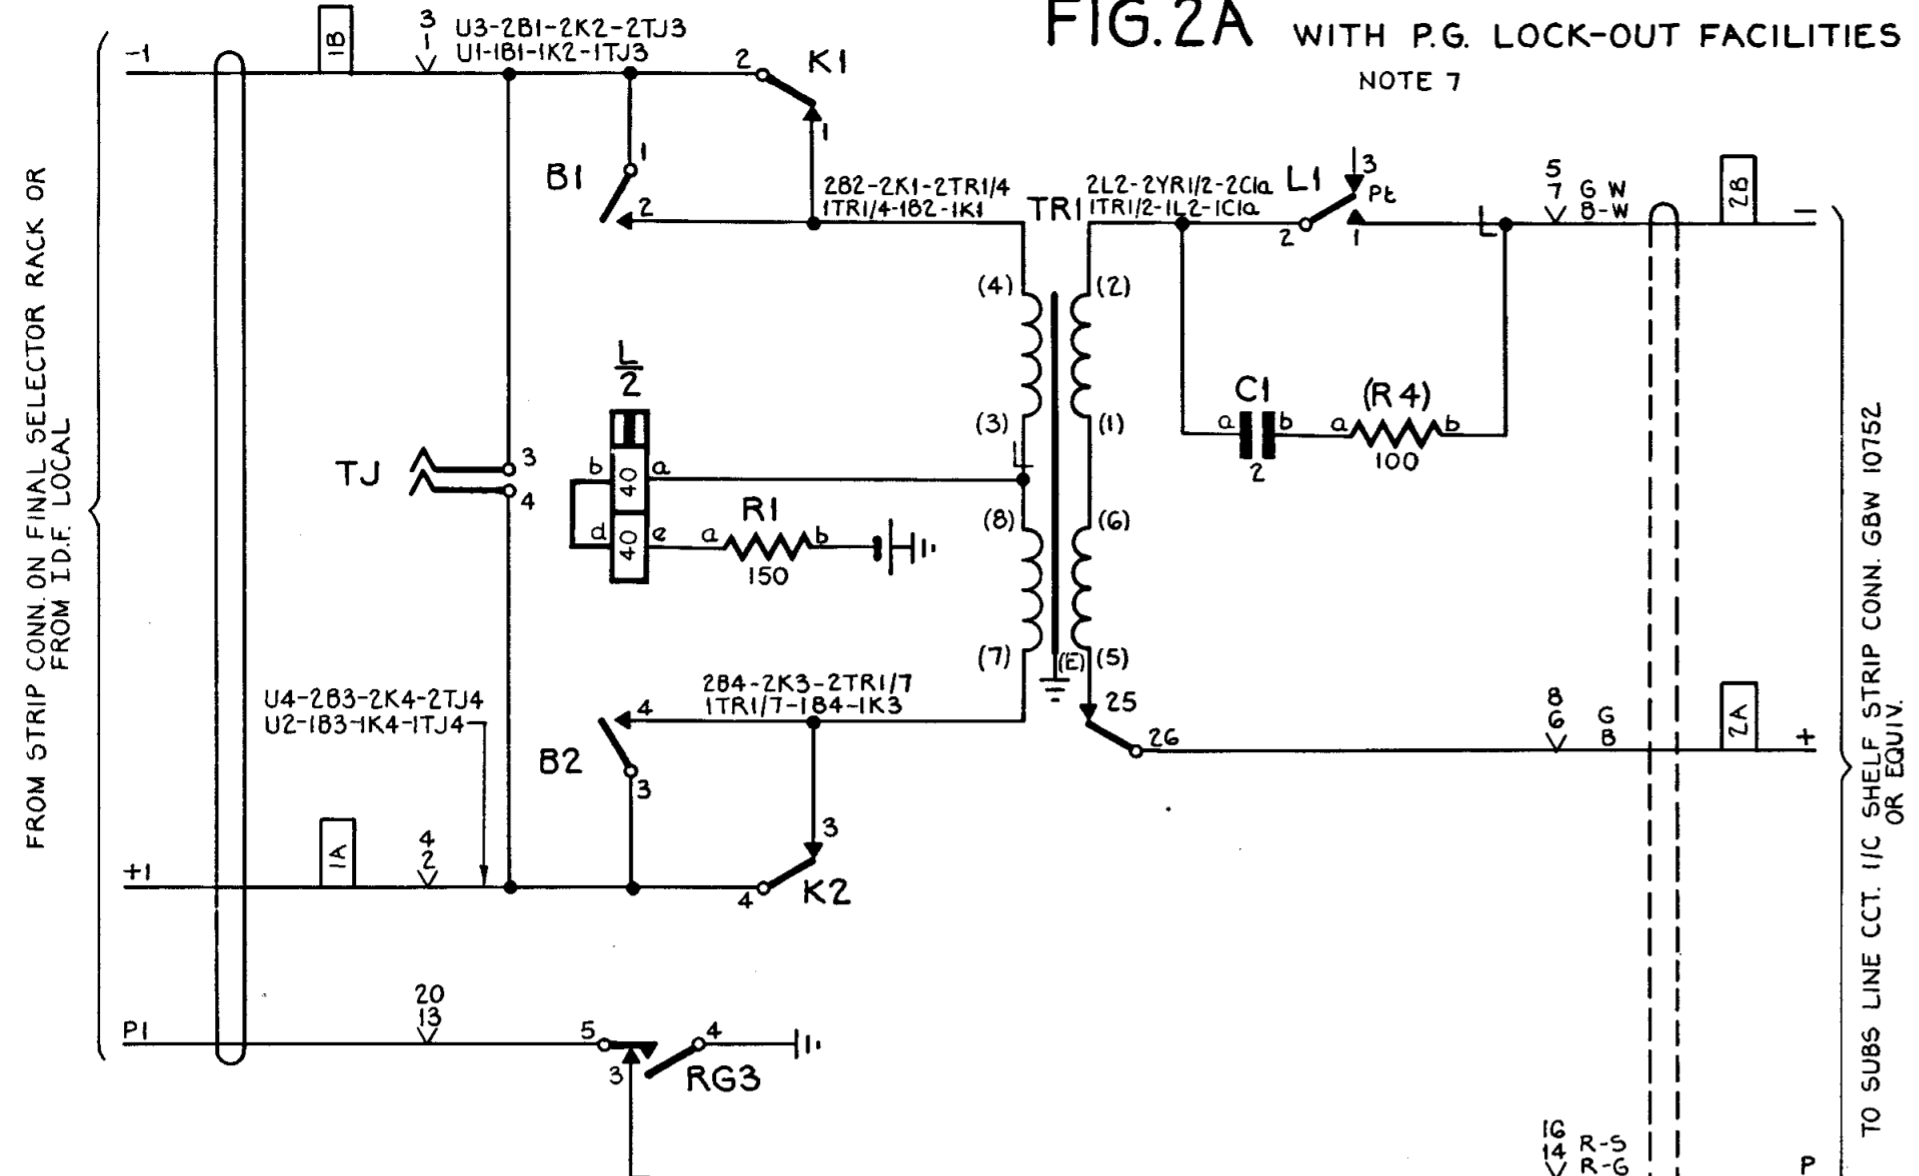 FIG. 2A WITH P.G. LOCK-OUT FACILITIES
NOTE 7
-1
1B
3
1
U3-2B1-2K2-2TJ3
U1-1B1-1K2-1TJ3
2
K1
1
B1
1
2
2B2-2K1-2TR1/4
1TR1/4-1B2-1K1
TR1
2L2-2YR1/2-2C1a
1TR1/2-1L2-1C1a
L1
3
Pt
2
1
L
5
7
G W
B-W
2B
−
(4)
(2)
(3)
(1)
L
L
2
TJ
3
4
b
40
a
d
40
e
R1
a
b
150
(8)
(6)
C1
a
b
2
(R4)
a
b
100
(7)
(E)
(5)
25
26
8
6
G
B
2A
+
U4-2B3-2K4-2TJ4
U2-1B3-1K4-1TJ4
2B4-2K3-2TR1/7
1TR1/7-1B4-1K3
B2
4
3
3
4
K2
+1
1A
4
2
P1
20
13
5
4
3
RG3
16
14
R-S
R-G
P
FROM STRIP CONN. ON FINAL SELECTOR RACK OR
FROM I.D.F. LOCAL
TO SUBS LINE CCT. I/C SHELF STRIP CONN. GBW 10752
OR EQUIV.